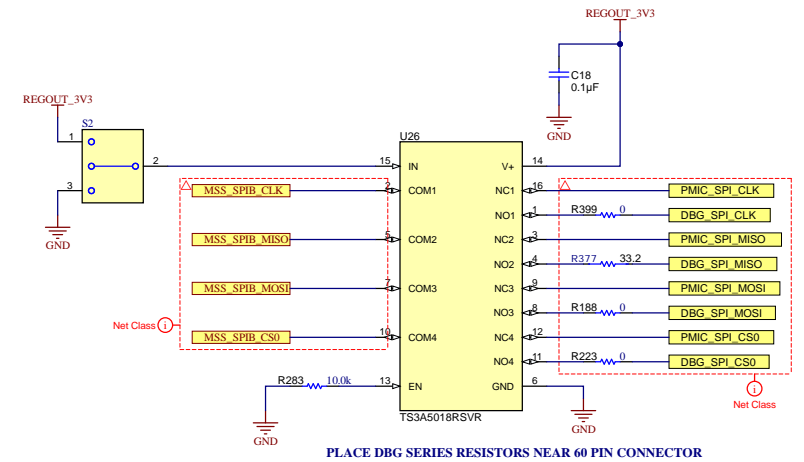 REGOUT_3V3
C18
0.1µF
GND
REGOUT_3V3
S2
1
2
3
GND
U26
15 IN
V+ 14
MSS_SPIB_CLK 2 COM1
NC1 16 PMIC_SPI_CLK
NO1 1 R399 0 DBG_SPI_CLK
MSS_SPIB_MISO 5 COM2
NC2 3 PMIC_SPI_MISO
NO2 4 R377 33.2 DBG_SPI_MISO
MSS_SPIB_MOSI 7 COM3
NC3 9 PMIC_SPI_MOSI
NO3 8 R188 0 DBG_SPI_MOSI
Net Class i
MSS_SPIB_CS0 10 COM4
NC4 12 PMIC_SPI_CS0
NO4 11 R223 0 DBG_SPI_CS0
R283 10.0k 13 EN
GND 6
i
Net Class
TS3A5018RSVR
GND
GND
PLACE DBG SERIES RESISTORS NEAR 60 PIN CONNECTOR